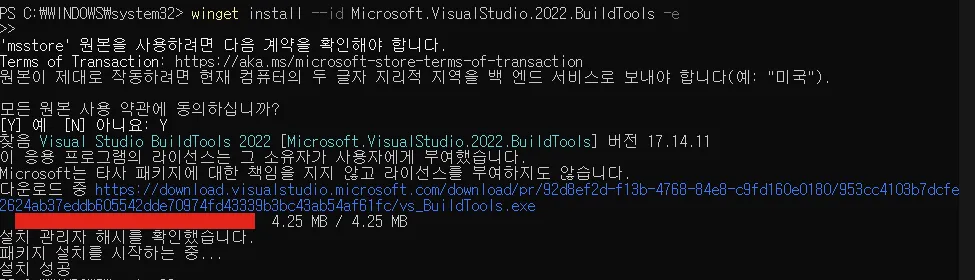 PS C:₩WINDOWS₩system32> winget install --id Microsoft.VisualStudio.2022.BuildTools -e
>>
'msstore' 원본을 사용하려면 다음 계약을 확인해야 합니다.
Terms of Transaction: https://aka.ms/microsoft-store-terms-of-transaction
원본이 제대로 작동하려면 현재 컴퓨터의 두 글자 지리적 지역을 백 엔드 서비스로 보내야 합니다(예: "미국").
모든 원본 사용 약관에 동의하십니까?
[Y] 예  [N] 아니요: Y
찾음 Visual Studio BuildTools 2022 [Microsoft.VisualStudio.2022.BuildTools] 버전 17.14.11
이 응용 프로그램의 라이선스는 그 소유자가 사용자에게 부여했습니다.
Microsoft는 타사 패키지에 대한 책임을 지지 않고 라이선스를 부여하지도 않습니다.
다운로드 중 https://download.visualstudio.microsoft.com/download/pr/92d8ef2d-f13b-4768-84e8-c9fd160e0180/953cc4103b7dcfe
2624ab37eddb605542dde70974fd43339b3bc43ab54af61fc/vs_BuildTools.exe
4.25 MB / 4.25 MB
설치 관리자 해시를 확인했습니다.
패키지 설치를 시작하는 중...
설치 성공